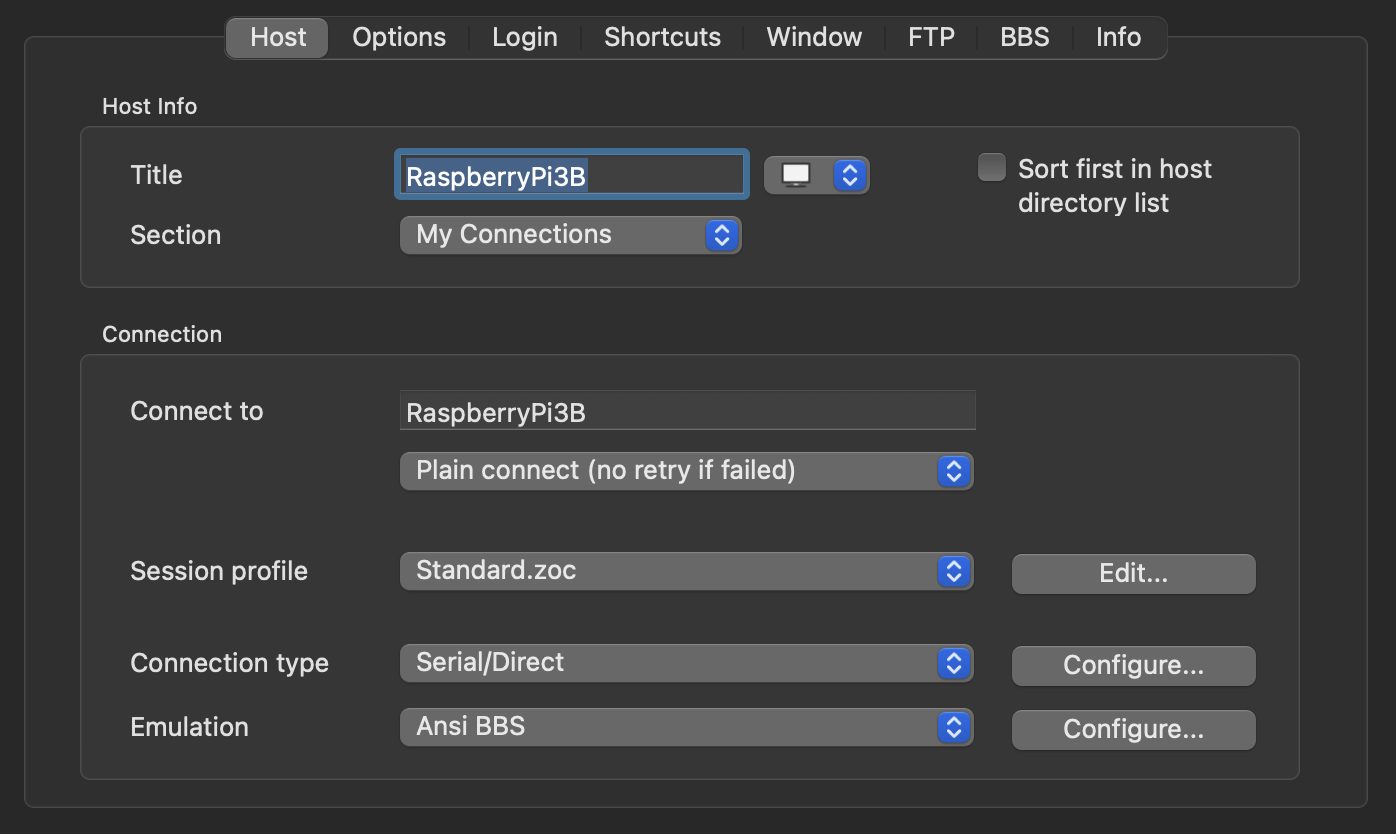 Host Options Login Shortcuts Window FTP BBS Info
Host Info
Title RaspberryPi3B Sort first in host
directory list
Section My Connections
Connection
Connect to RaspberryPi3B
Plain connect (no retry if failed)
Session profile Standard.zoc Edit...
Connection type Serial/Direct Configure...
Emulation Ansi BBS Configure...